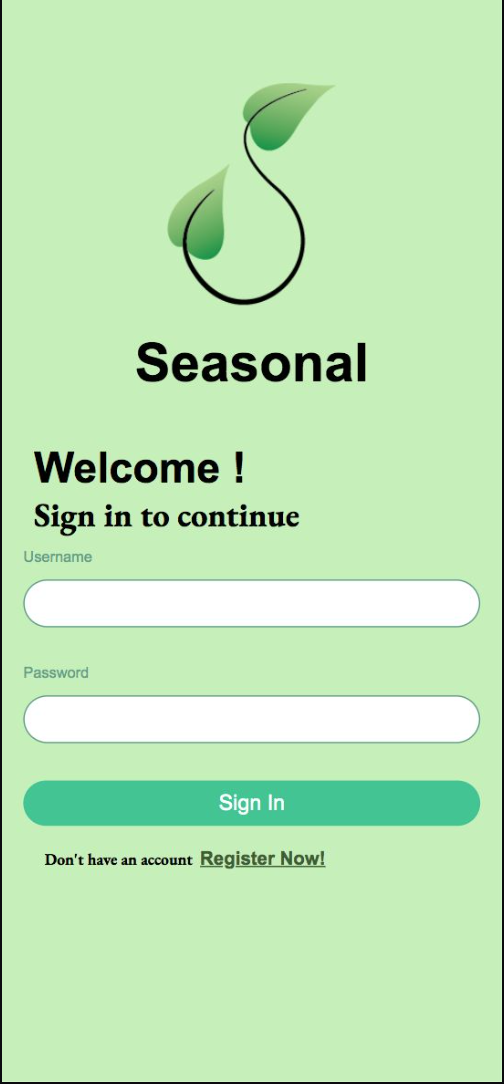 Seasonal
Welcome !
Sign in to continue
Username
Password
Sign In
Don't have an account Register Now!